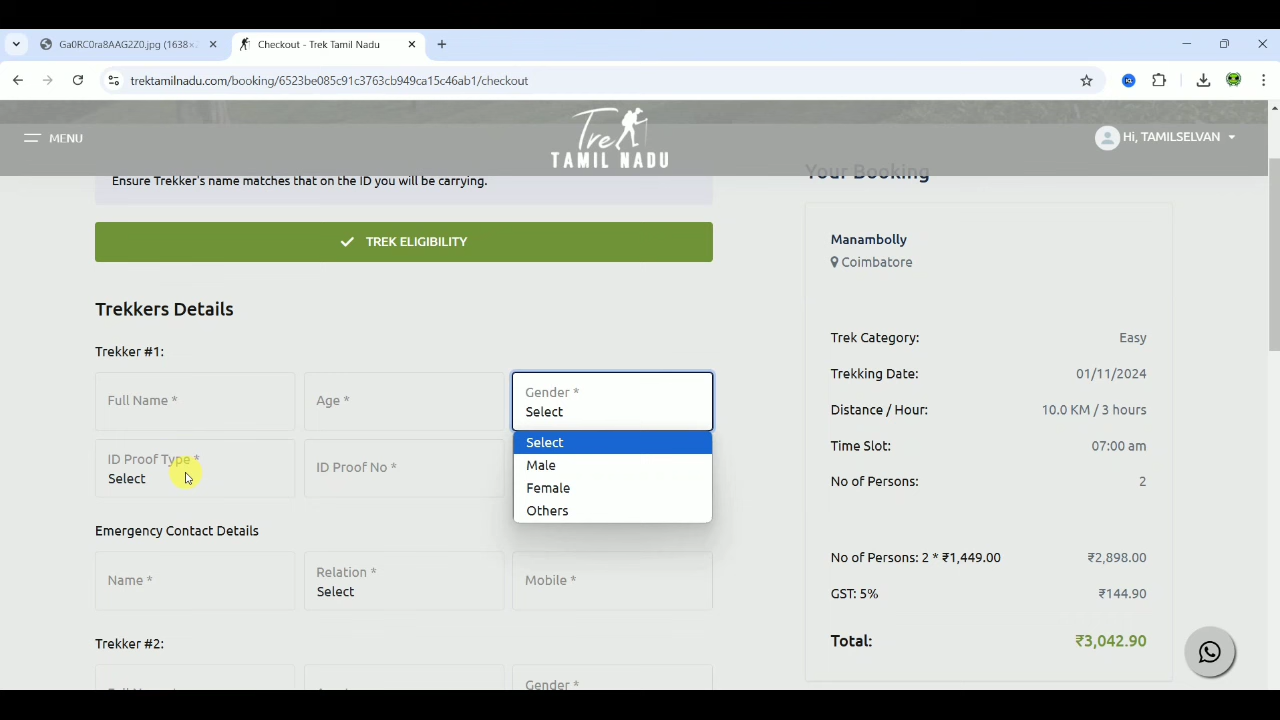 Ga0RC0ra8AAG2Z0.jpg (1638×
Checkout - Trek Tamil Nadu
trektamilnadu.com/booking/6523be085c91c3763cb949ca15c46ab1/checkout
MENU
Trek
TAMIL NADU
Hi, TAMILSELVAN
Ensure Trekker's name matches that on the ID you will be carrying.
TREK ELIGIBILITY
Trekkers Details
Trekker #1:
Full Name *
Age *
Gender *
Select
Select
Male
Female
Others
ID Proof Type *
Select
ID Proof No *
Emergency Contact Details
Name *
Relation *
Select
Mobile *
Trekker #2:
Gender *
Your Booking
Manambolly
Coimbatore
Trek Category: Easy
Trekking Date: 01/11/2024
Distance / Hour: 10.0 KM / 3 hours
Time Slot: 07:00 am
No of Persons: 2
No of Persons: 2 * ₹1,449.00 ₹2,898.00
GST: 5% ₹144.90
Total: ₹3,042.90